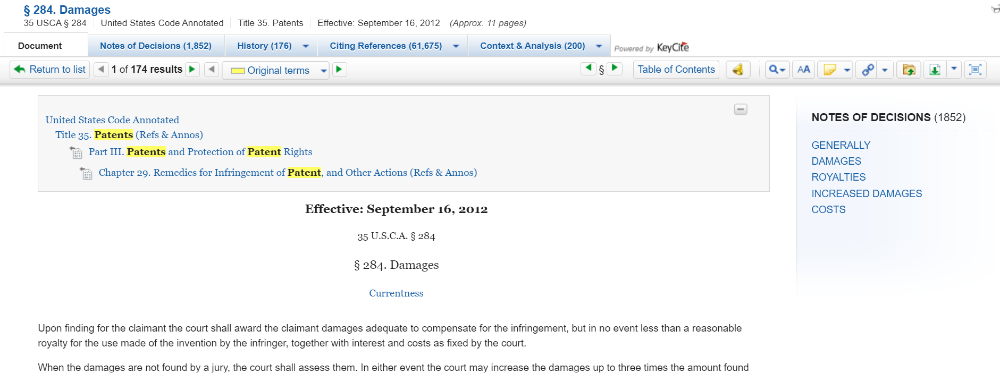 § 284. Damages
35 USCA § 284 United States Code Annotated Title 35. Patents Effective: September 16, 2012 (Approx. 11 pages)
Document Notes of Decisions (1,852) History (176) Citing References (61,675) Context & Analysis (200) Powered by KeyCite
Return to list 1 of 174 results Original terms § Table of Contents AA
United States Code Annotated
Title 35. Patents (Refs & Annos)
Part III. Patents and Protection of Patent Rights
Chapter 29. Remedies for Infringement of Patent, and Other Actions (Refs & Annos)
Effective: September 16, 2012
35 U.S.C.A. § 284
§ 284. Damages
Currentness
Upon finding for the claimant the court shall award the claimant damages adequate to compensate for the infringement, but in no event less than a reasonable
royalty for the use made of the invention by the infringer, together with interest and costs as fixed by the court.
When the damages are not found by a jury, the court shall assess them. In either event the court may increase the damages up to three times the amount found
NOTES OF DECISIONS (1852)
GENERALLY
DAMAGES
ROYALTIES
INCREASED DAMAGES
COSTS